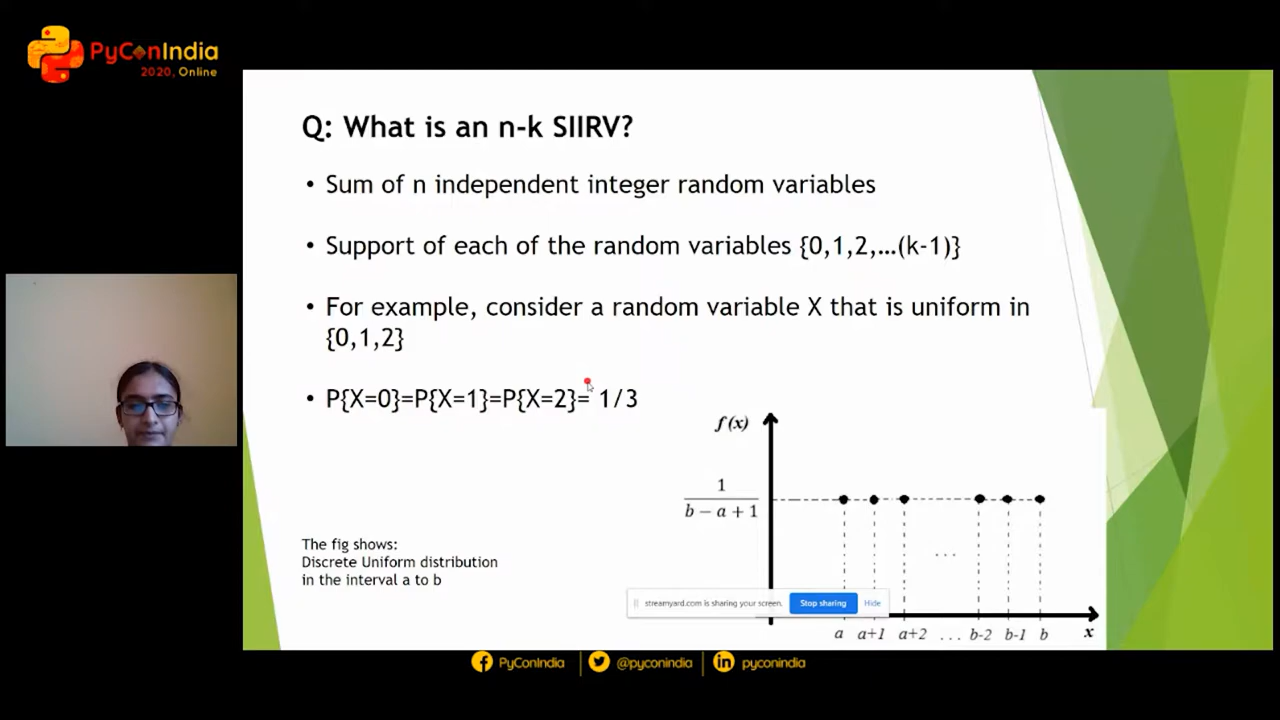 PyConIndia
2020, Online
Q: What is an n-k SIIRV?
• Sum of n independent integer random variables
• Support of each of the random variables {0,1,2,...(k-1)}
• For example, consider a random variable X that is uniform in
{0,1,2}
• P{X=0}=P{X=1}=P{X=2}= 1/3
f(x)
1
b − a + 1
...
The fig shows:
Discrete Uniform distribution
in the interval a to b
streamyard.com is sharing your screen. Stop sharing Hide
a a+1 a+2 ... b-2 b-1 b x
PyConIndia @pyconindia pyconindia